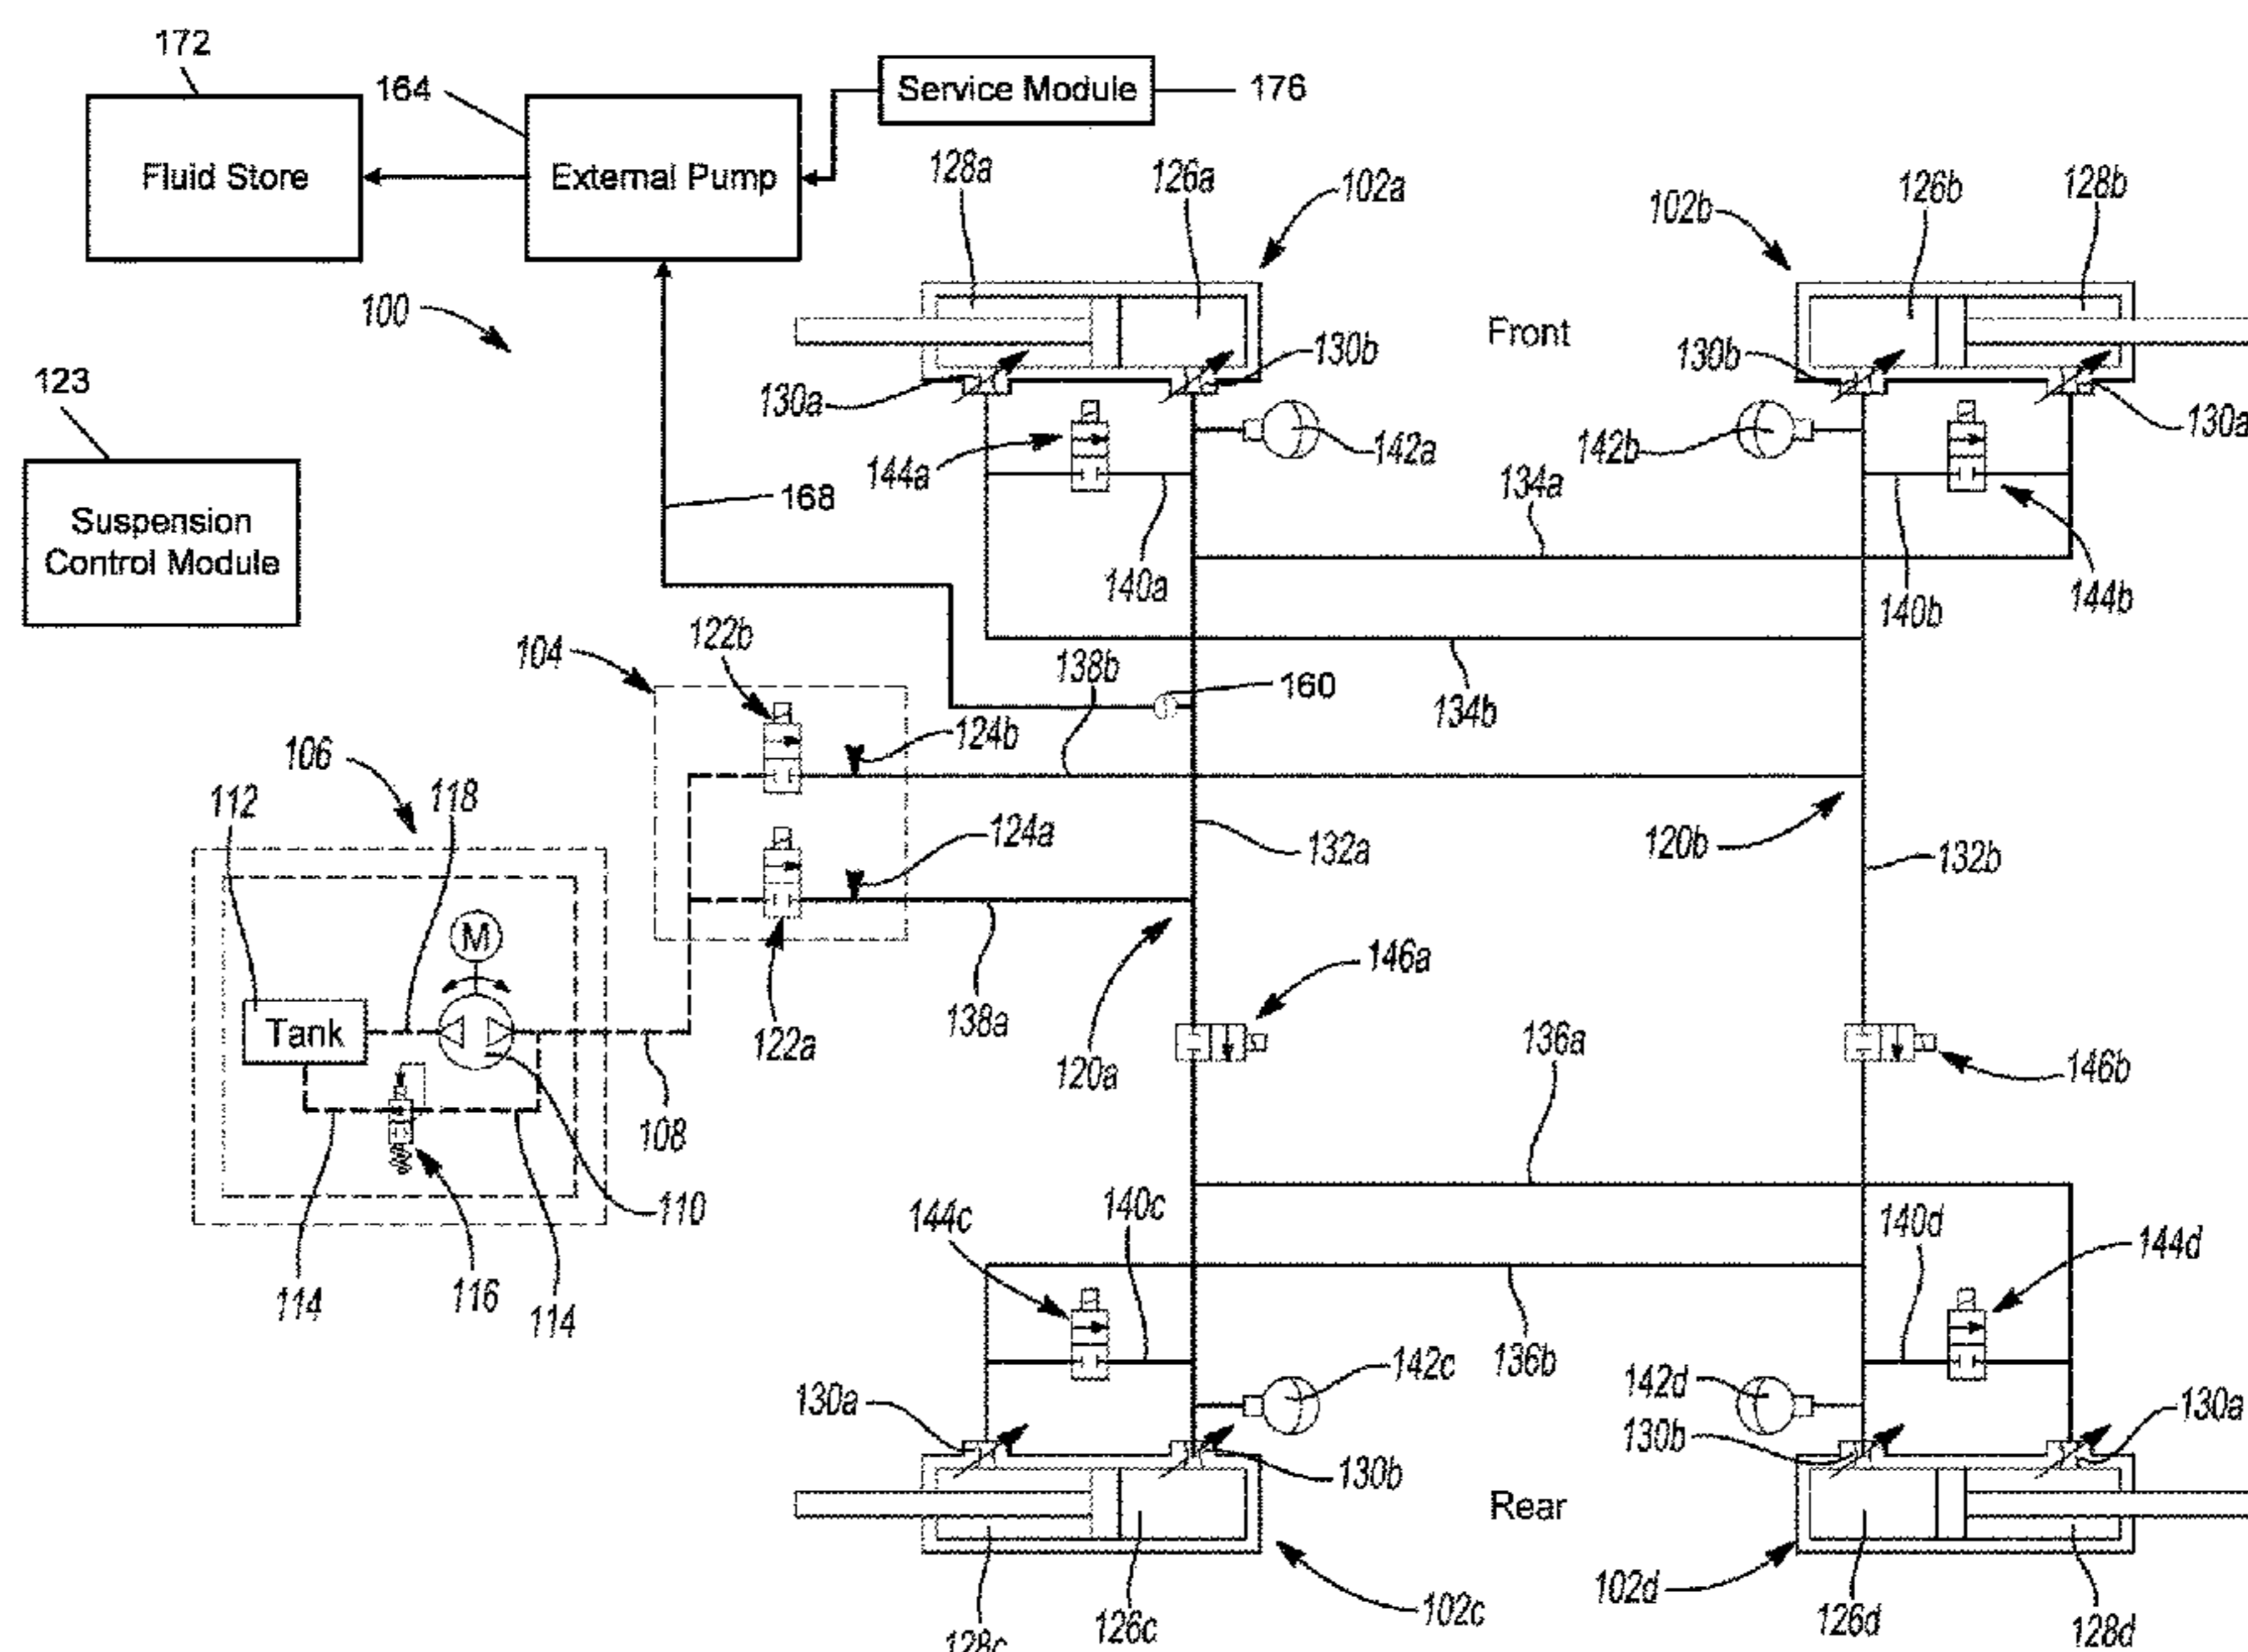 172
164
Service Module
176
Fluid Store
External Pump
128a
126a
102a
102b
126b
128b
100
Front
130a
130b
130b
130a
123
144a
142a
142b
168
134a
Suspension
Control Module
140a
140b
144b
104
122b
138b
160
134b
106
124b
112
118
124a
132a
120b
132b
M
146a
Tank
122a
138a
120a
136a
146b
108
110
144c
140c
140d
144d
114
116
114
136b
142c
142d
130a
130a
130b
130b
Rear
102c
102d
128c
126c
126d
128d